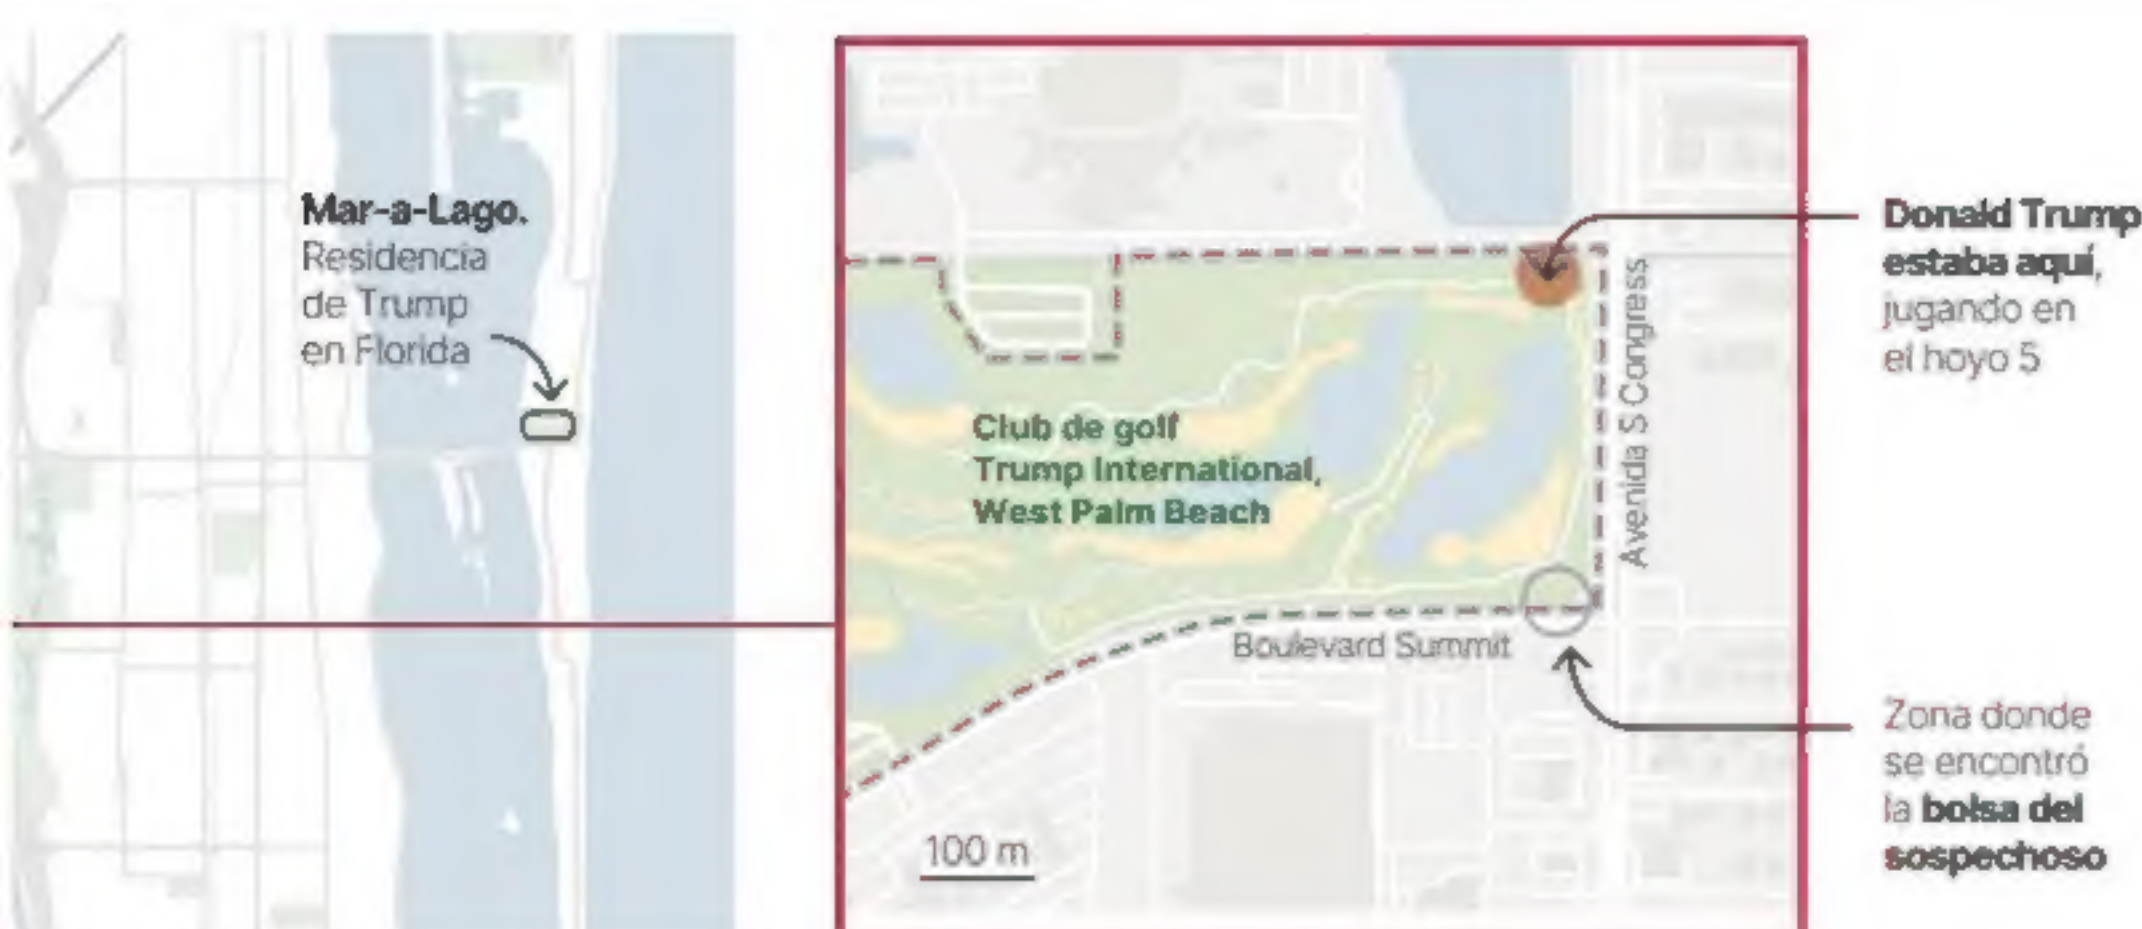 Mar-a-Lago.
Residencia
de Trump
en Florida
Donald Trump
estaba aquí,
jugando en
el hoyo 5
Avenida S Congress
Club de golf
Trump International,
West Palm Beach
Boulevard Summit
Zona donde
se encontró
la bolsa del
sospechoso
100 m